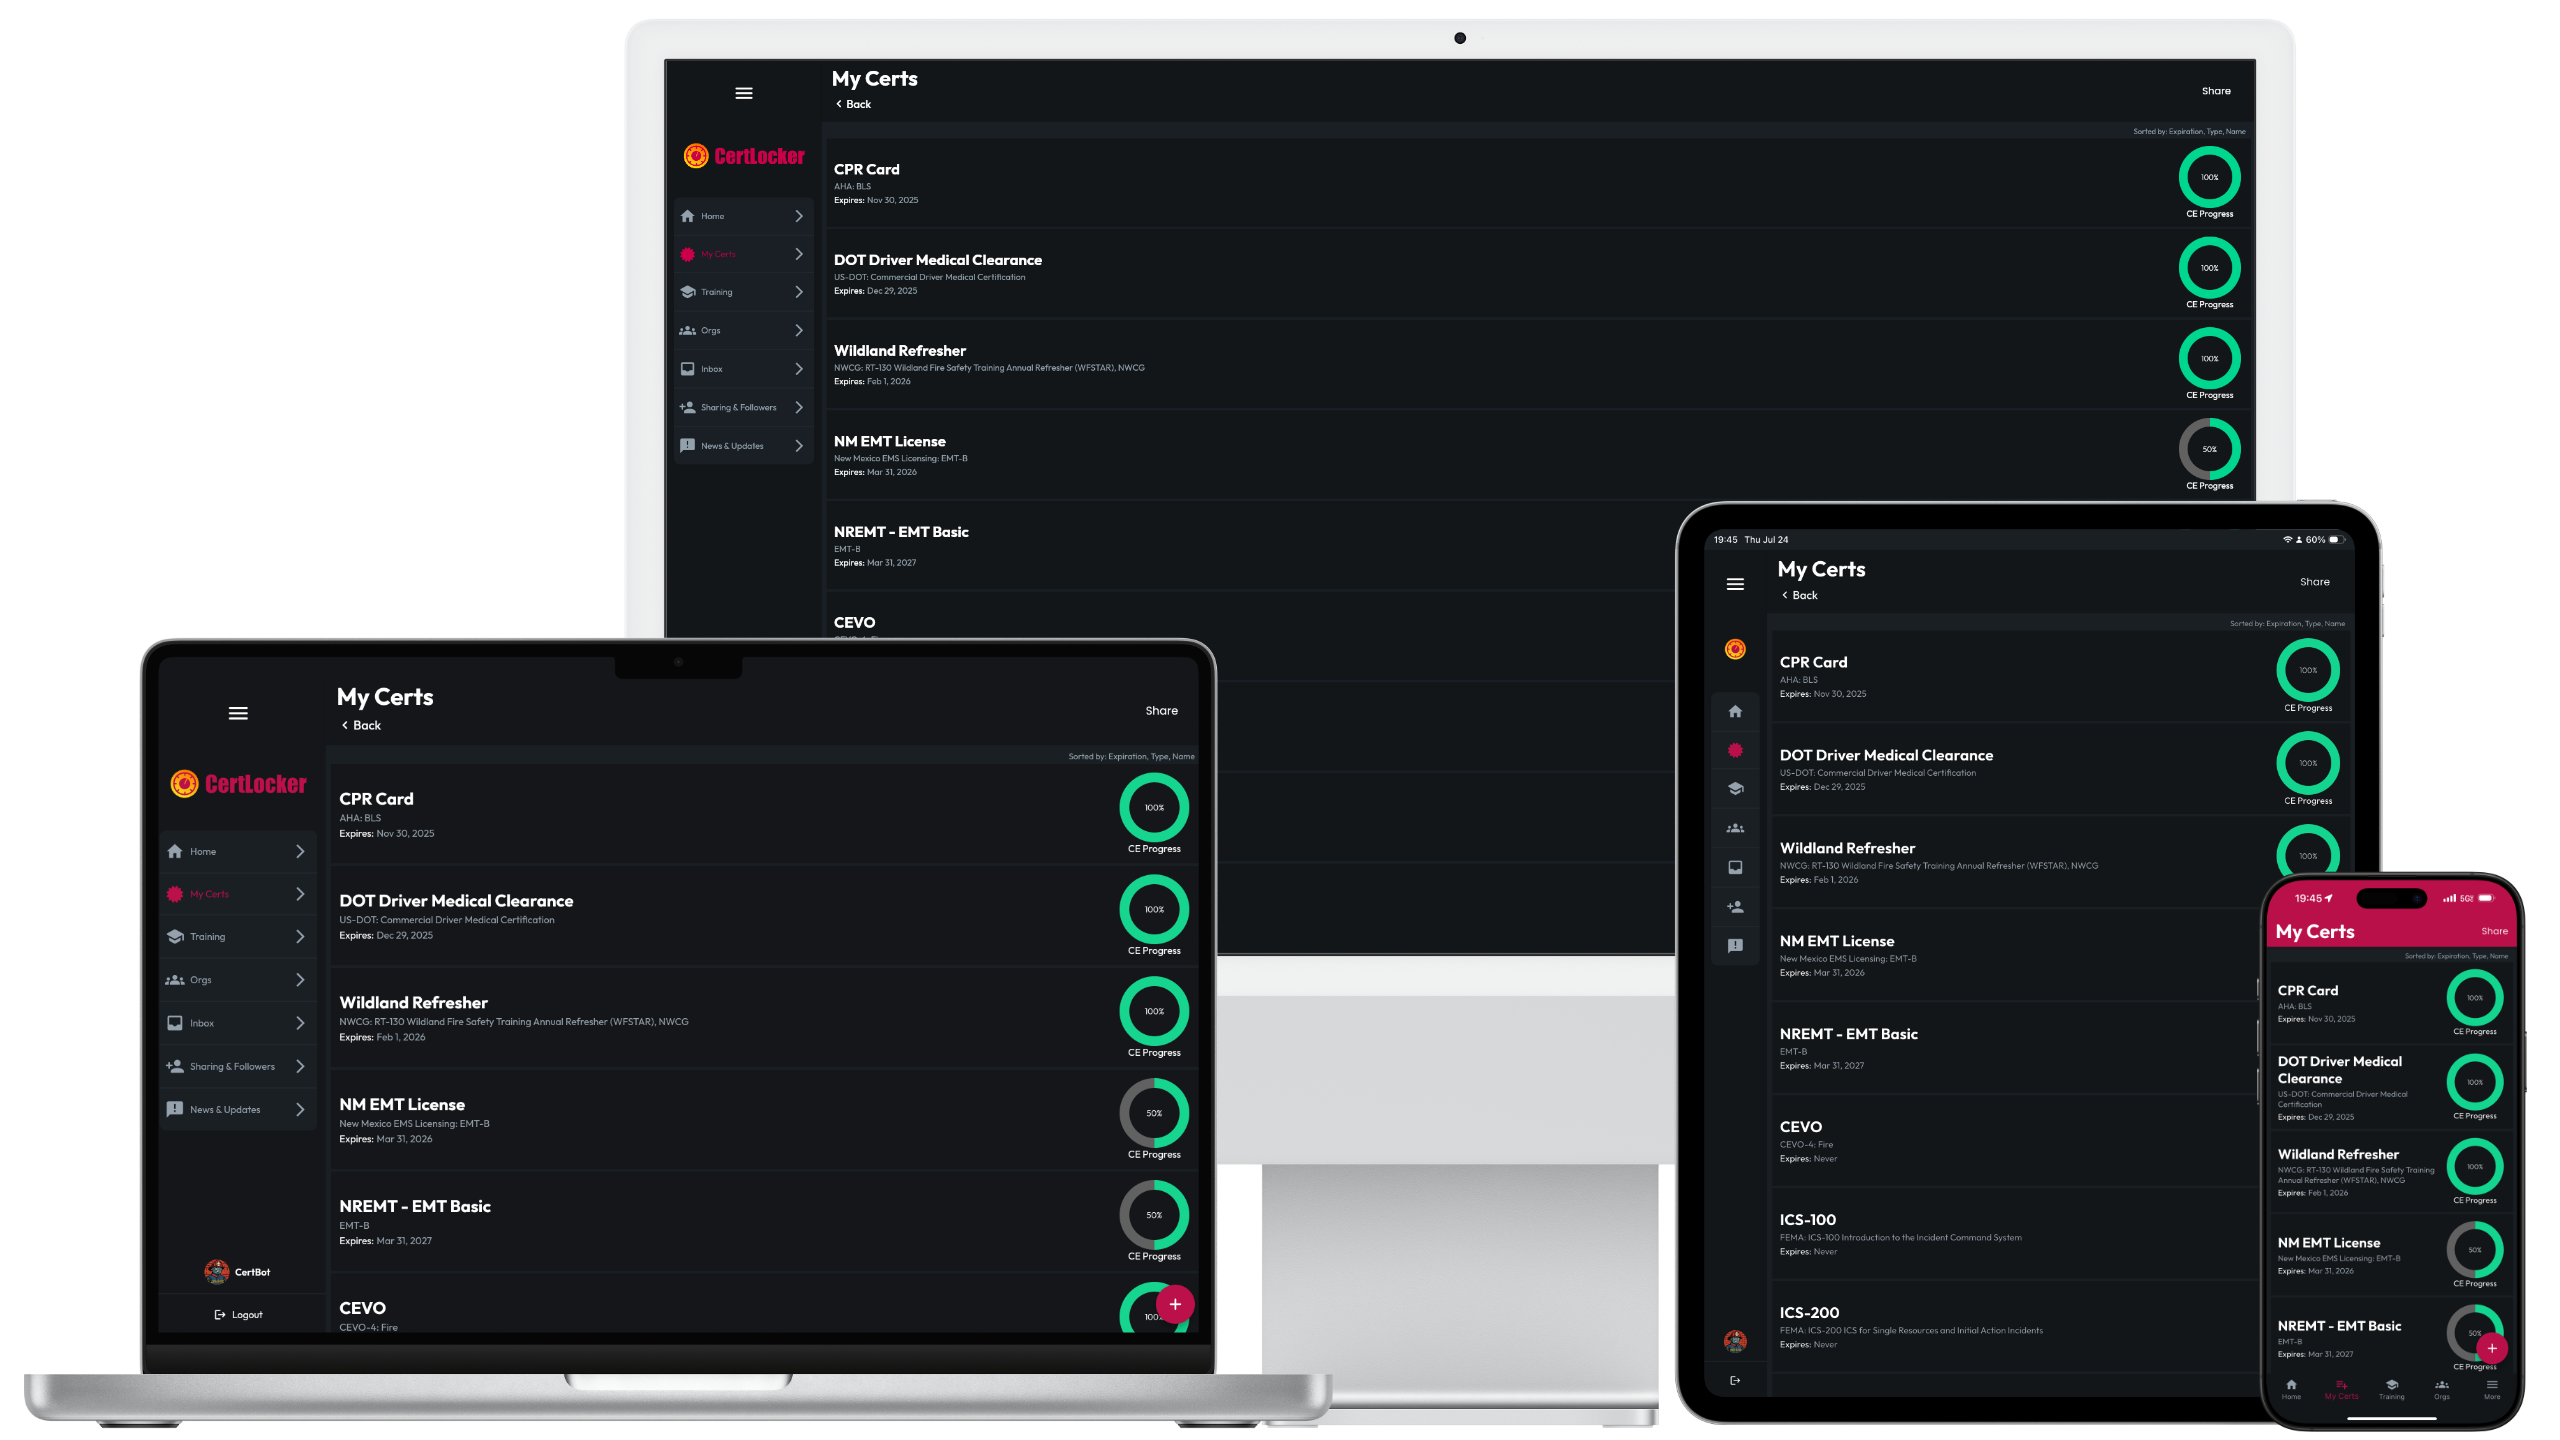 My Certs
Back
Share
Sorted by: Expiration, Type, Name
CertLocker
Home
My Certs
Training
Orgs
Inbox
Sharing & Followers
News & Updates
CPR Card
AHA: BLS
Expires: Nov 30, 2025
100%
CE Progress
DOT Driver Medical Clearance
US-DOT: Commercial Driver Medical Certification
Expires: Dec 29, 2025
100%
CE Progress
Wildland Refresher
NWCG: RT-130 Wildland Fire Safety Training Annual Refresher (WFSTAR), NWCG
Expires: Feb 1, 2026
100%
CE Progress
NM EMT License
New Mexico EMS Licensing: EMT-B
Expires: Mar 31, 2026
50%
CE Progress
NREMT - EMT Basic
EMT-B
Expires: Mar 31, 2027
CEVO
My Certs
Back
Share
Sorted by: Expiration, Type, Name
CertLocker
Home
My Certs
Training
Orgs
Inbox
Sharing & Followers
News & Updates
CertBot
Logout
CPR Card
AHA: BLS
Expires: Nov 30, 2025
100%
CE Progress
DOT Driver Medical Clearance
US-DOT: Commercial Driver Medical Certification
Expires: Dec 29, 2025
100%
CE Progress
Wildland Refresher
NWCG: RT-130 Wildland Fire Safety Training Annual Refresher (WFSTAR), NWCG
Expires: Feb 1, 2026
100%
CE Progress
NM EMT License
New Mexico EMS Licensing: EMT-B
Expires: Mar 31, 2026
50%
CE Progress
NREMT - EMT Basic
EMT-B
Expires: Mar 31, 2027
50%
CE Progress
CEVO
CEVO-4: Fire
100
+
19:45 Thu Jul 24
60%
My Certs
Back
Share
Sorted by: Expiration, Type, Name
CPR Card
AHA: BLS
Expires: Nov 30, 2025
100%
CE Progress
DOT Driver Medical Clearance
US-DOT: Commercial Driver Medical Certification
Expires: Dec 29, 2025
100%
CE Progress
Wildland Refresher
NWCG: RT-130 Wildland Fire Safety Training Annual Refresher (WFSTAR), NWCG
Expires: Feb 1, 2026
100%
NM EMT License
New Mexico EMS Licensing: EMT-B
Expires: Mar 31, 2026
NREMT - EMT Basic
EMT-B
Expires: Mar 31, 2027
CEVO
CEVO-4: Fire
Expires: Never
ICS-100
FEMA: ICS-100 Introduction to the Incident Command System
Expires: Never
ICS-200
FEMA: ICS-200 ICS for Single Resources and Initial Action Incidents
Expires: Never
19:45
My Certs
Share
Sorted by: Expiration, Type, Name
CPR Card
AHA: BLS
Expires: Nov 30, 2025
100%
CE Progress
DOT Driver Medical
Clearance
US-DOT: Commercial Driver Medical
Certification
Expires: Dec 29, 2025
100%
CE Progress
Wildland Refresher
NWCG: RT-130 Wildland Fire Safety Training
Annual Refresher (WFSTAR), NWCG
Expires: Feb 1, 2026
100%
CE Progress
NM EMT License
New Mexico EMS Licensing: EMT-B
Expires: Mar 31, 2026
50%
CE Progress
NREMT - EMT Basic
EMT-B
Expires: Mar 31, 2027
50%
CE Progress
+
Home
My Certs
Training
Orgs
More